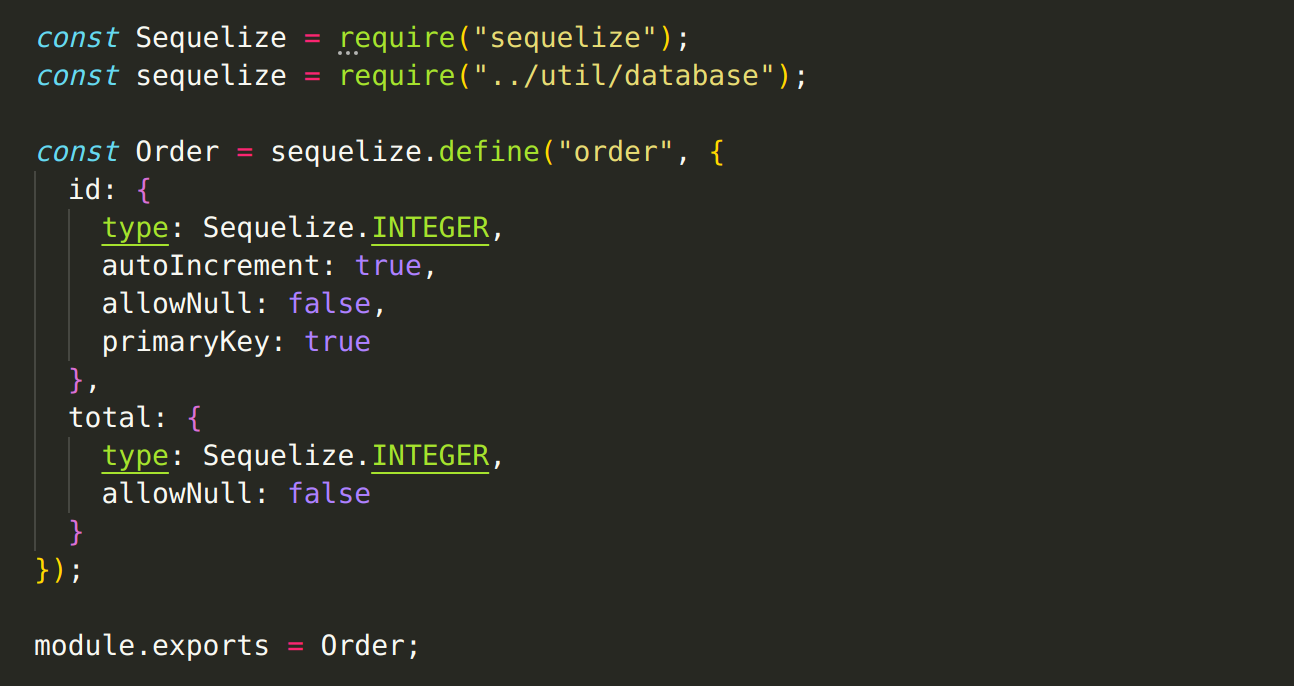 const Sequelize = require("sequelize");
const sequelize = require("../util/database");
const Order = sequelize.define("order", {
  id: {
    type: Sequelize.INTEGER,
    autoIncrement: true,
    allowNull: false,
    primaryKey: true
  },
  total: {
    type: Sequelize.INTEGER,
    allowNull: false
  }
});
module.exports = Order;